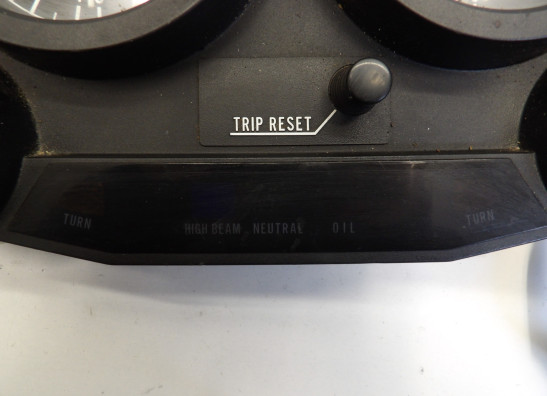 TRIP RESET
TURN HIGH BEAM NEUTRAL OIL TURN